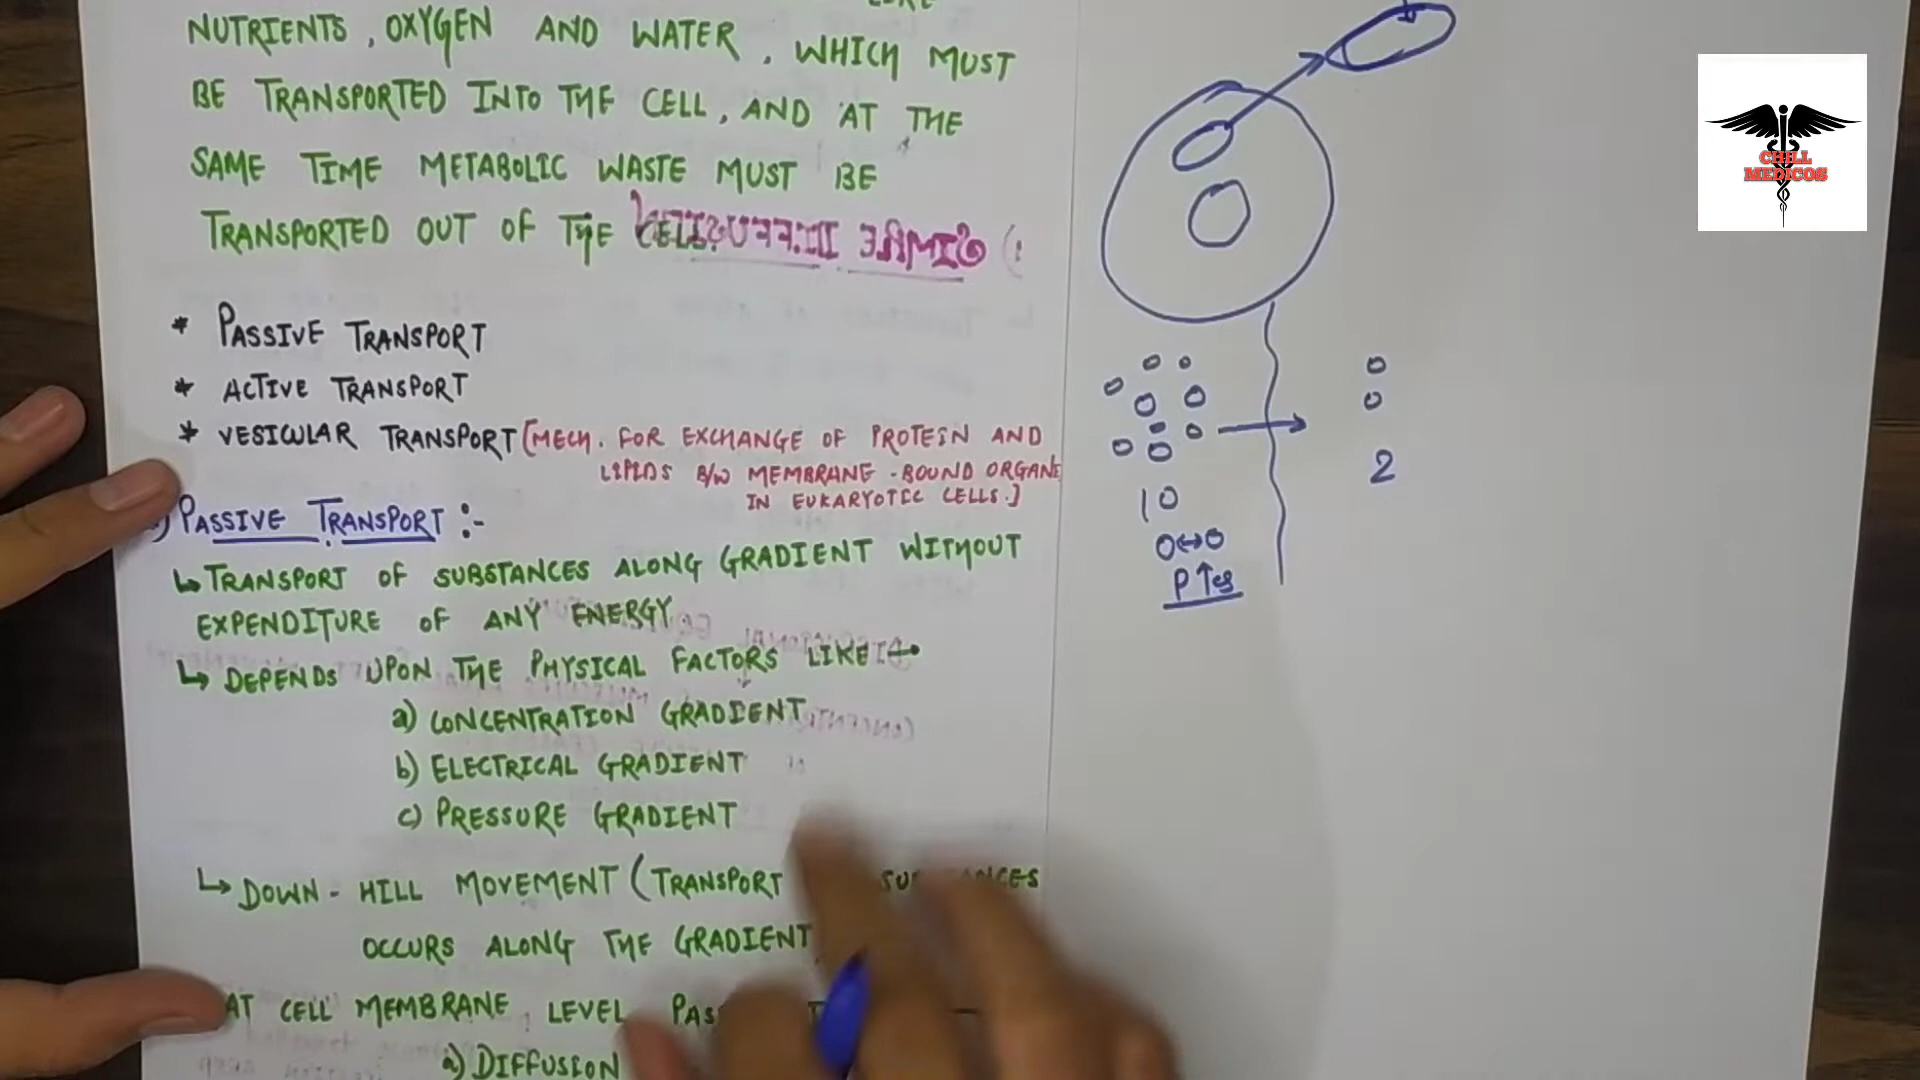 NUTRIENTS, OXYGEN AND WATER, WHICH MUST
BE TRANSPORTED INTO THE CELL, AND AT THE
SAME TIME METABOLIC WASTE MUST BE
TRANSPORTED OUT OF THE CELL.
* PASSIVE TRANSPORT
* ACTIVE TRANSPORT
* VESICULAR TRANSPORT [MECH. FOR EXCHANGE OF PROTEIN AND
LIPIDS B/W MEMBRANE-BOUND ORGANE
IN EUKARYOTIC CELLS.]
PASSIVE TRANSPORT :-
↳ TRANSPORT OF SUBSTANCES ALONG GRADIENT WITHOUT
EXPENDITURE OF ANY ENERGY
↳ DEPENDS UPON THE PHYSICAL FACTORS LIKE →
a) CONCENTRATION GRADIENT
b) ELECTRICAL GRADIENT
c) PRESSURE GRADIENT
↳ DOWN-HILL MOVEMENT (TRANSPORT SUBSTANCES
OCCURS ALONG THE GRADIENT
AT CELL MEMBRANE LEVEL PAS
a) DIFFUSION
10
2
P↑es
CHILL
MEDICOS